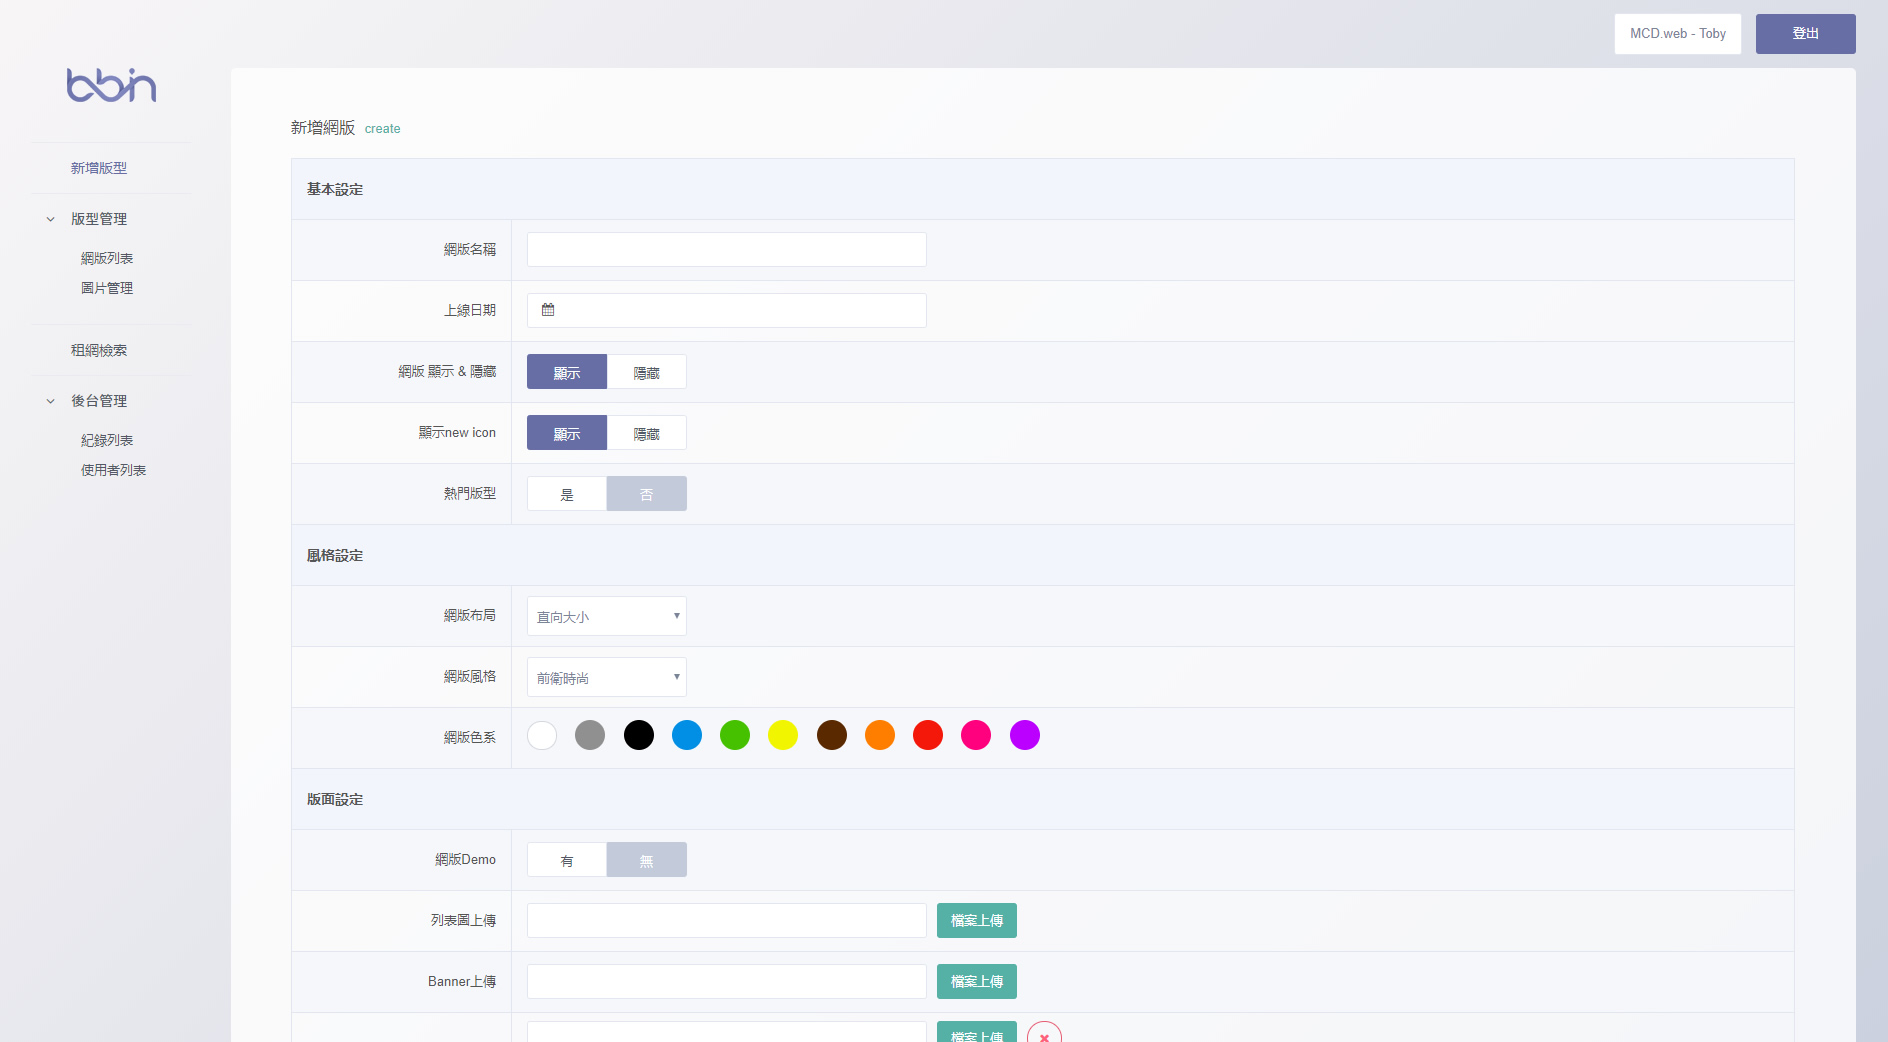 MCD.web - Toby
登出
bbin
新增版型
版型管理
網版列表
圖片管理
租網檢索
後台管理
紀錄列表
使用者列表
新增網版 create
基本設定
網版名稱
上線日期
網版 顯示 & 隱藏 顯示 隱藏
顯示new icon 顯示 隱藏
熱門版型 是 否
風格設定
網版布局 直向大小
網版風格 前衛時尚
網版色系
版面設定
網版Demo 有 無
列表圖上傳 檔案上傳
Banner上傳 檔案上傳
檔案上傳